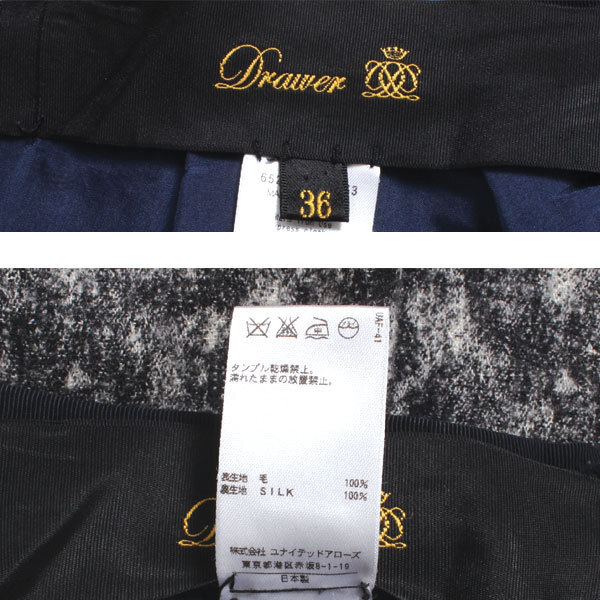 Drawer
36
UAF-41
タンブル乾燥禁止。
濡れたままの放置禁止。
表生地 毛 100%
裏生地 SILK 100%
Drawer
株式会社 ユナイテッドアローズ
東京都港区赤坂8-1-19
日本製